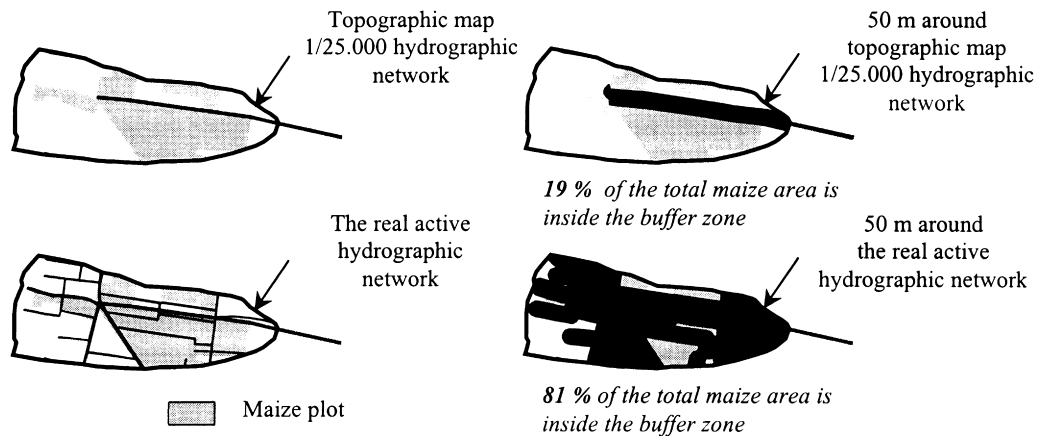 Topographic map
1/25.000 hydrographic
network
50 m around
topographic map
1/25.000 hydrographic
network
19 % of the total maize area is
inside the buffer zone
The real active
hydrographic
network
50 m around
the real active
hydrographic network
81 % of the total maize area is
inside the buffer zone
Maize plot